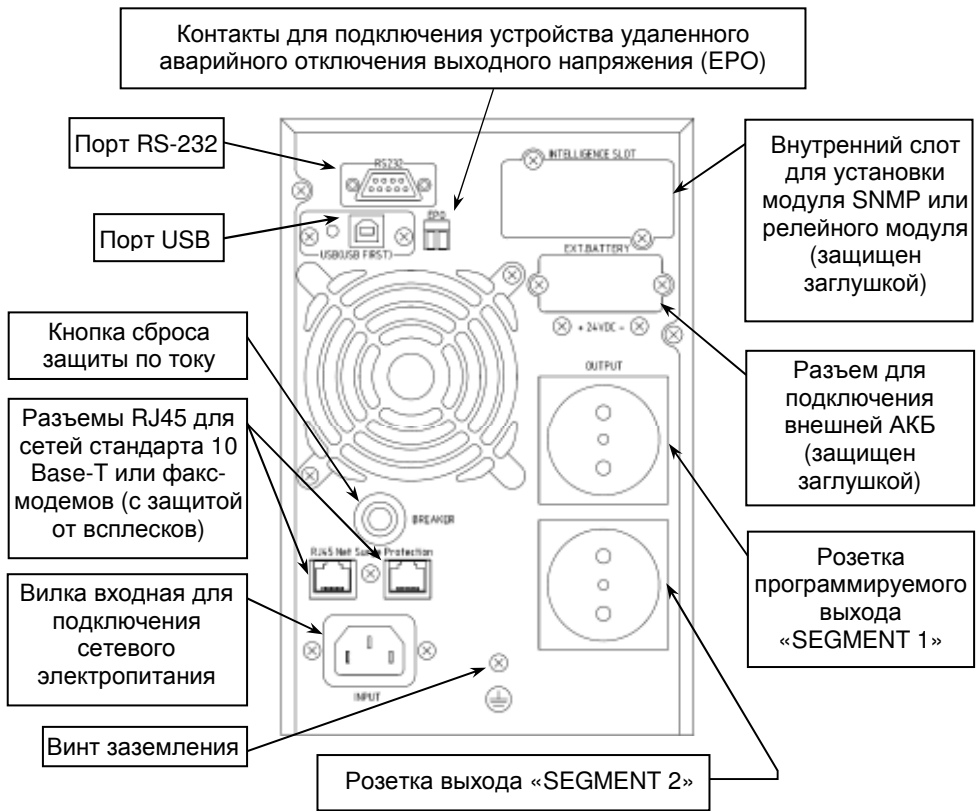 Контакты для подключения устройства удаленного
аварийного отключения выходного напряжения (EPO)
Порт RS-232
Порт USB
Кнопка сброса
защиты по току
Разъемы RJ45 для
сетей стандарта 10
Base-T или факс-
модемов (с защитой
от всплесков)
Вилка входная для
подключения
сетевого
электропитания
Винт заземления
RS232
EPO
USB(USB FIRST)
INTELLIGENCE SLOT
EXT.BATTERY
+ 24VDC -
OUTPUT
BREAKER
RJ45 Net Surge Protection
INPUT
Внутренний слот
для установки
модуля SNMP или
релейного модуля
(защищен
заглушкой)
Разъем для
подключения
внешней АКБ
(защищен
заглушкой)
Розетка
программируемого
выхода
«SEGMENT 1»
Розетка выхода «SEGMENT 2»